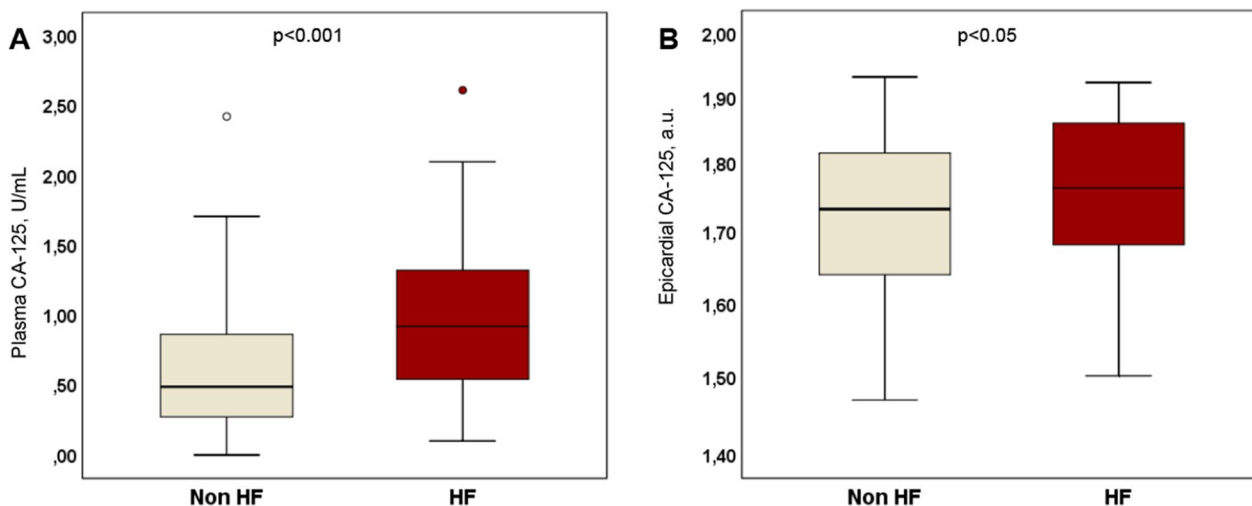 A
p<0.001
Plasma CA-125, U/mL
3,00
2,50
2,00
1,50
1,00
,50
,00
Non HF
HF
B
p<0.05
Epicardial CA-125, a.u.
2,00
1,90
1,80
1,70
1,60
1,50
1,40
Non HF
HF